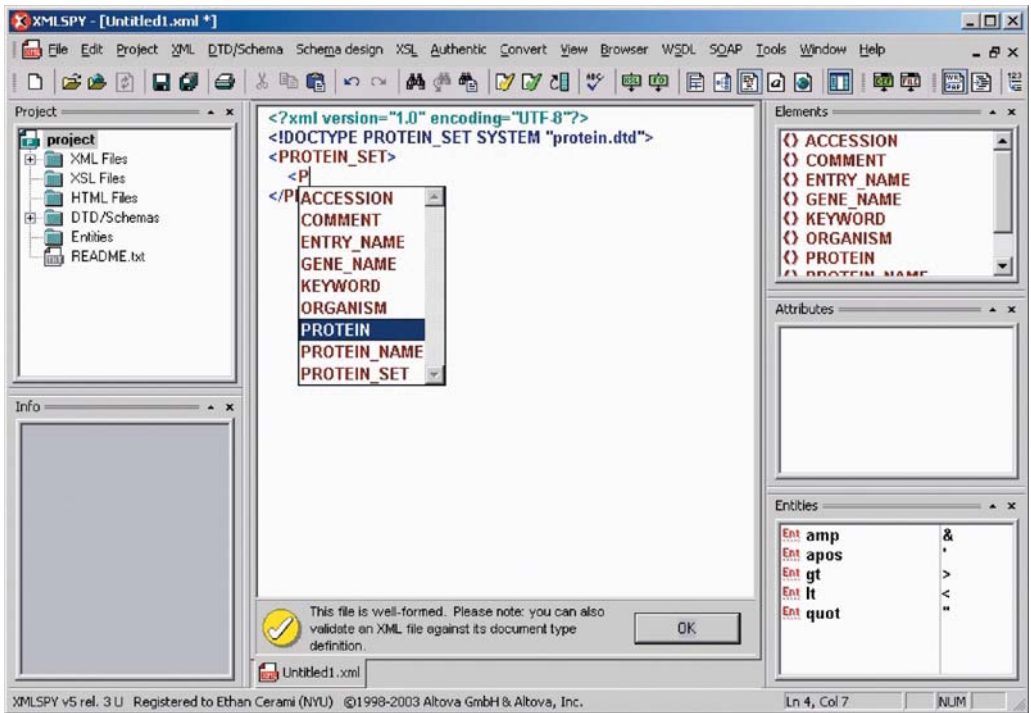 XMLSPY - [Untitled1.xml *]
File Edit Project XML DTD/Schema Schema design XSL Authentic Convert View Browser WSDL SOAP Tools Window Help
Project
project
XML Files
XSL Files
HTML Files
DTD/Schemas
Entities
README.txt
Info
<?xml version="1.0" encoding="UTF-8"?>
<!DOCTYPE PROTEIN_SET SYSTEM "protein.dtd">
<PROTEIN_SET>
<P
</P
ACCESSION
COMMENT
ENTRY_NAME
GENE_NAME
KEYWORD
ORGANISM
PROTEIN
PROTEIN_NAME
PROTEIN_SET
This file is well-formed. Please note: you can also
validate an XML file against its document type
definition.
OK
Untitled1.xml
Elements
<> ACCESSION
<> COMMENT
<> ENTRY_NAME
<> GENE_NAME
<> KEYWORD
<> ORGANISM
<> PROTEIN
<> PROTEIN_NAME
Attributes
Entities
Ent amp &
Ent apos '
Ent gt >
Ent lt <
Ent quot "
XMLSPY v5 rel. 3 U Registered to Ethan Cerami (NYU) ©1998-2003 Altova GmbH & Altova, Inc.
Ln 4, Col 7
NUM